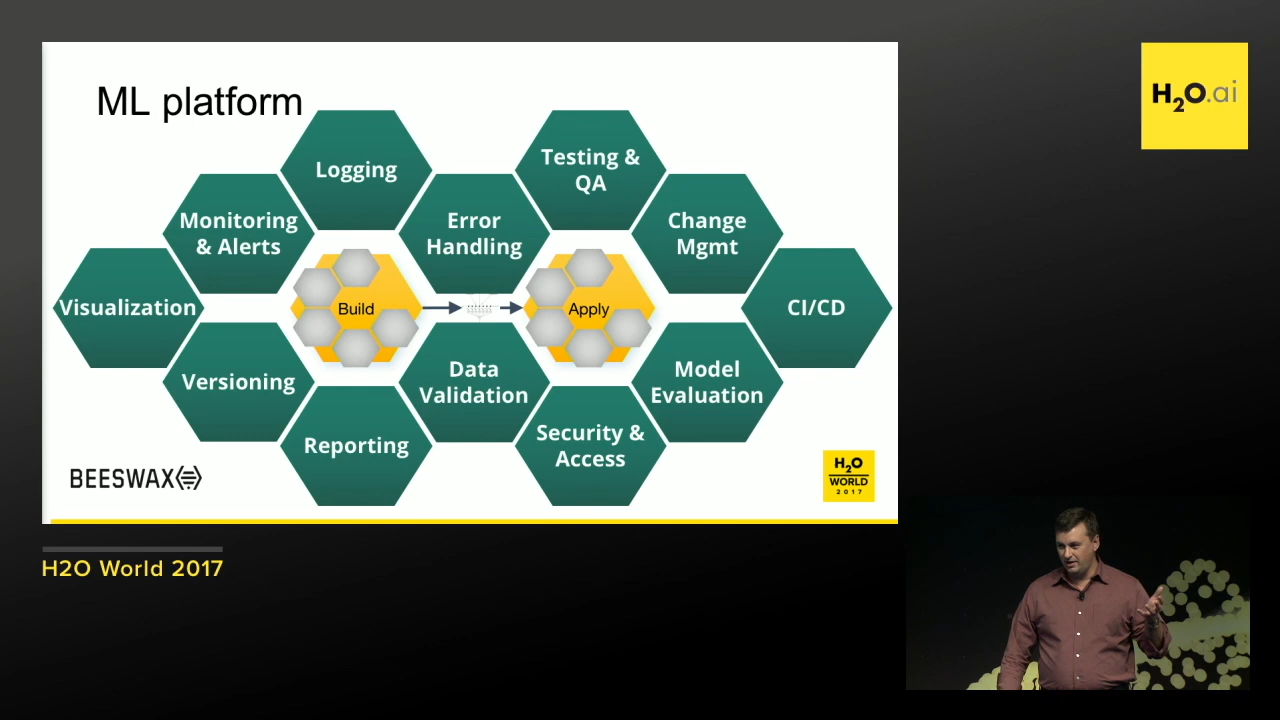 ML platform
Logging
Testing &
QA
Monitoring
& Alerts
Error
Handling
Change
Mgmt
Visualization
Build
Apply
CI/CD
Versioning
Data
Validation
Model
Evaluation
Reporting
Security &
Access
BEESWAX
H2O
WORLD
2017
H2O.ai
H2O World 2017